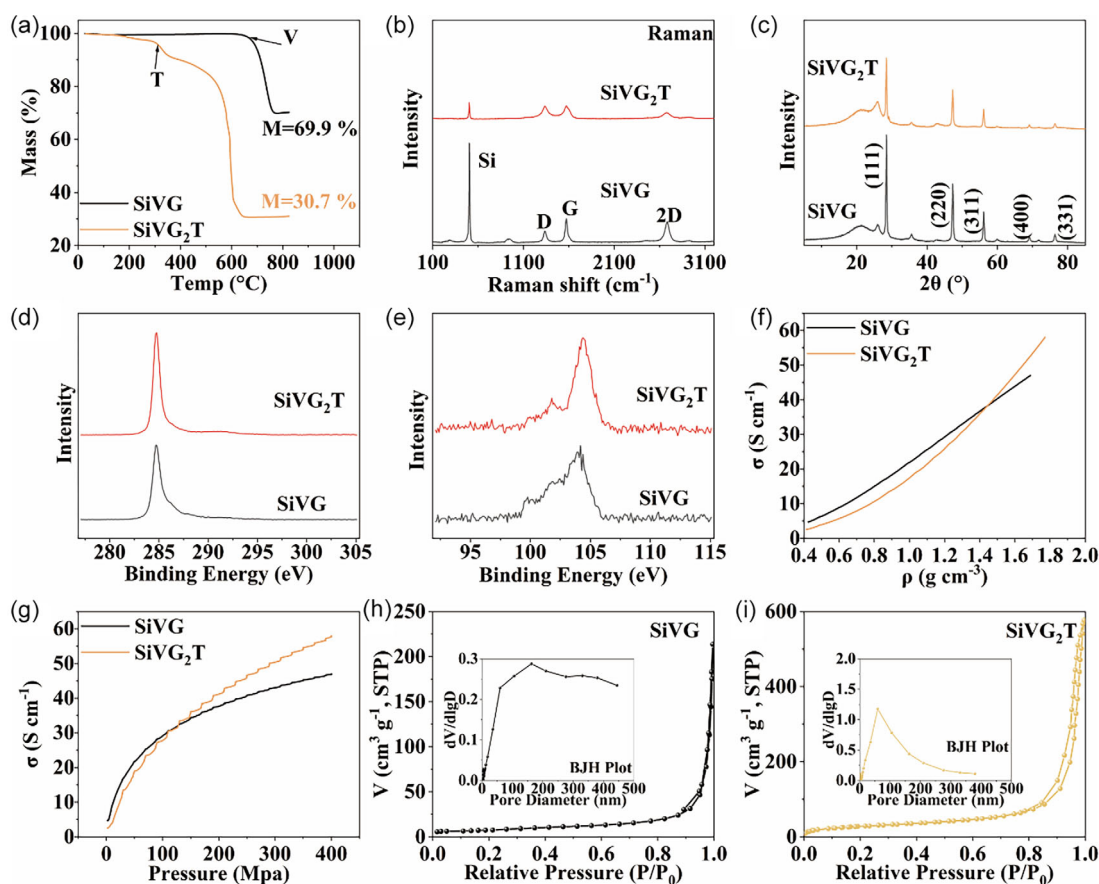 (a)
100
80
60
40
20
Mass (%)
V
T
M=69.9 %
M=30.7 %
SiVG
SiVG₂T
0 200 400 600 800 1000
Temp (°C)
(b)
Raman
SiVG₂T
Si
SiVG
D
G
2D
Intensity
100 1100 2100 3100
Raman shift (cm⁻¹)
(c)
SiVG₂T
SiVG
(111)
(220)
(311)
(400)
(331)
Intensity
20 40 60 80
2θ (°)
(d)
SiVG₂T
SiVG
Intensity
280 285 290 295 300 305
Binding Energy (eV)
(e)
SiVG₂T
SiVG
Intensity
95 100 105 110 115
Binding Energy (eV)
(f)
SiVG
SiVG₂T
60
50
40
30
20
10
0
σ (S cm⁻¹)
0.4 0.6 0.8 1.0 1.2 1.4 1.6 1.8 2.0
ρ (g cm⁻³)
(g)
SiVG
SiVG₂T
60
50
40
30
20
10
0
σ (S cm⁻¹)
0 100 200 300 400
Pressure (Mpa)
(h)
SiVG
250
200
150
100
50
0
V (cm³ g⁻¹, STP)
0.3
0.2
0.1
0.0
dV/dlgD
BJH Plot
0 100 200 300 400 500
Pore Diameter (nm)
0.0 0.2 0.4 0.6 0.8 1.0
Relative Pressure (P/P₀)
(i)
SiVG₂T
600
500
400
300
200
100
0
V (cm³ g⁻¹, STP)
2.0
1.5
1.0
0.5
0.0
dV/dlgD
BJH Plot
0 100 200 300 400 500
Pore Diameter (nm)
0.0 0.2 0.4 0.6 0.8 1.0
Relative Pressure (P/P₀)